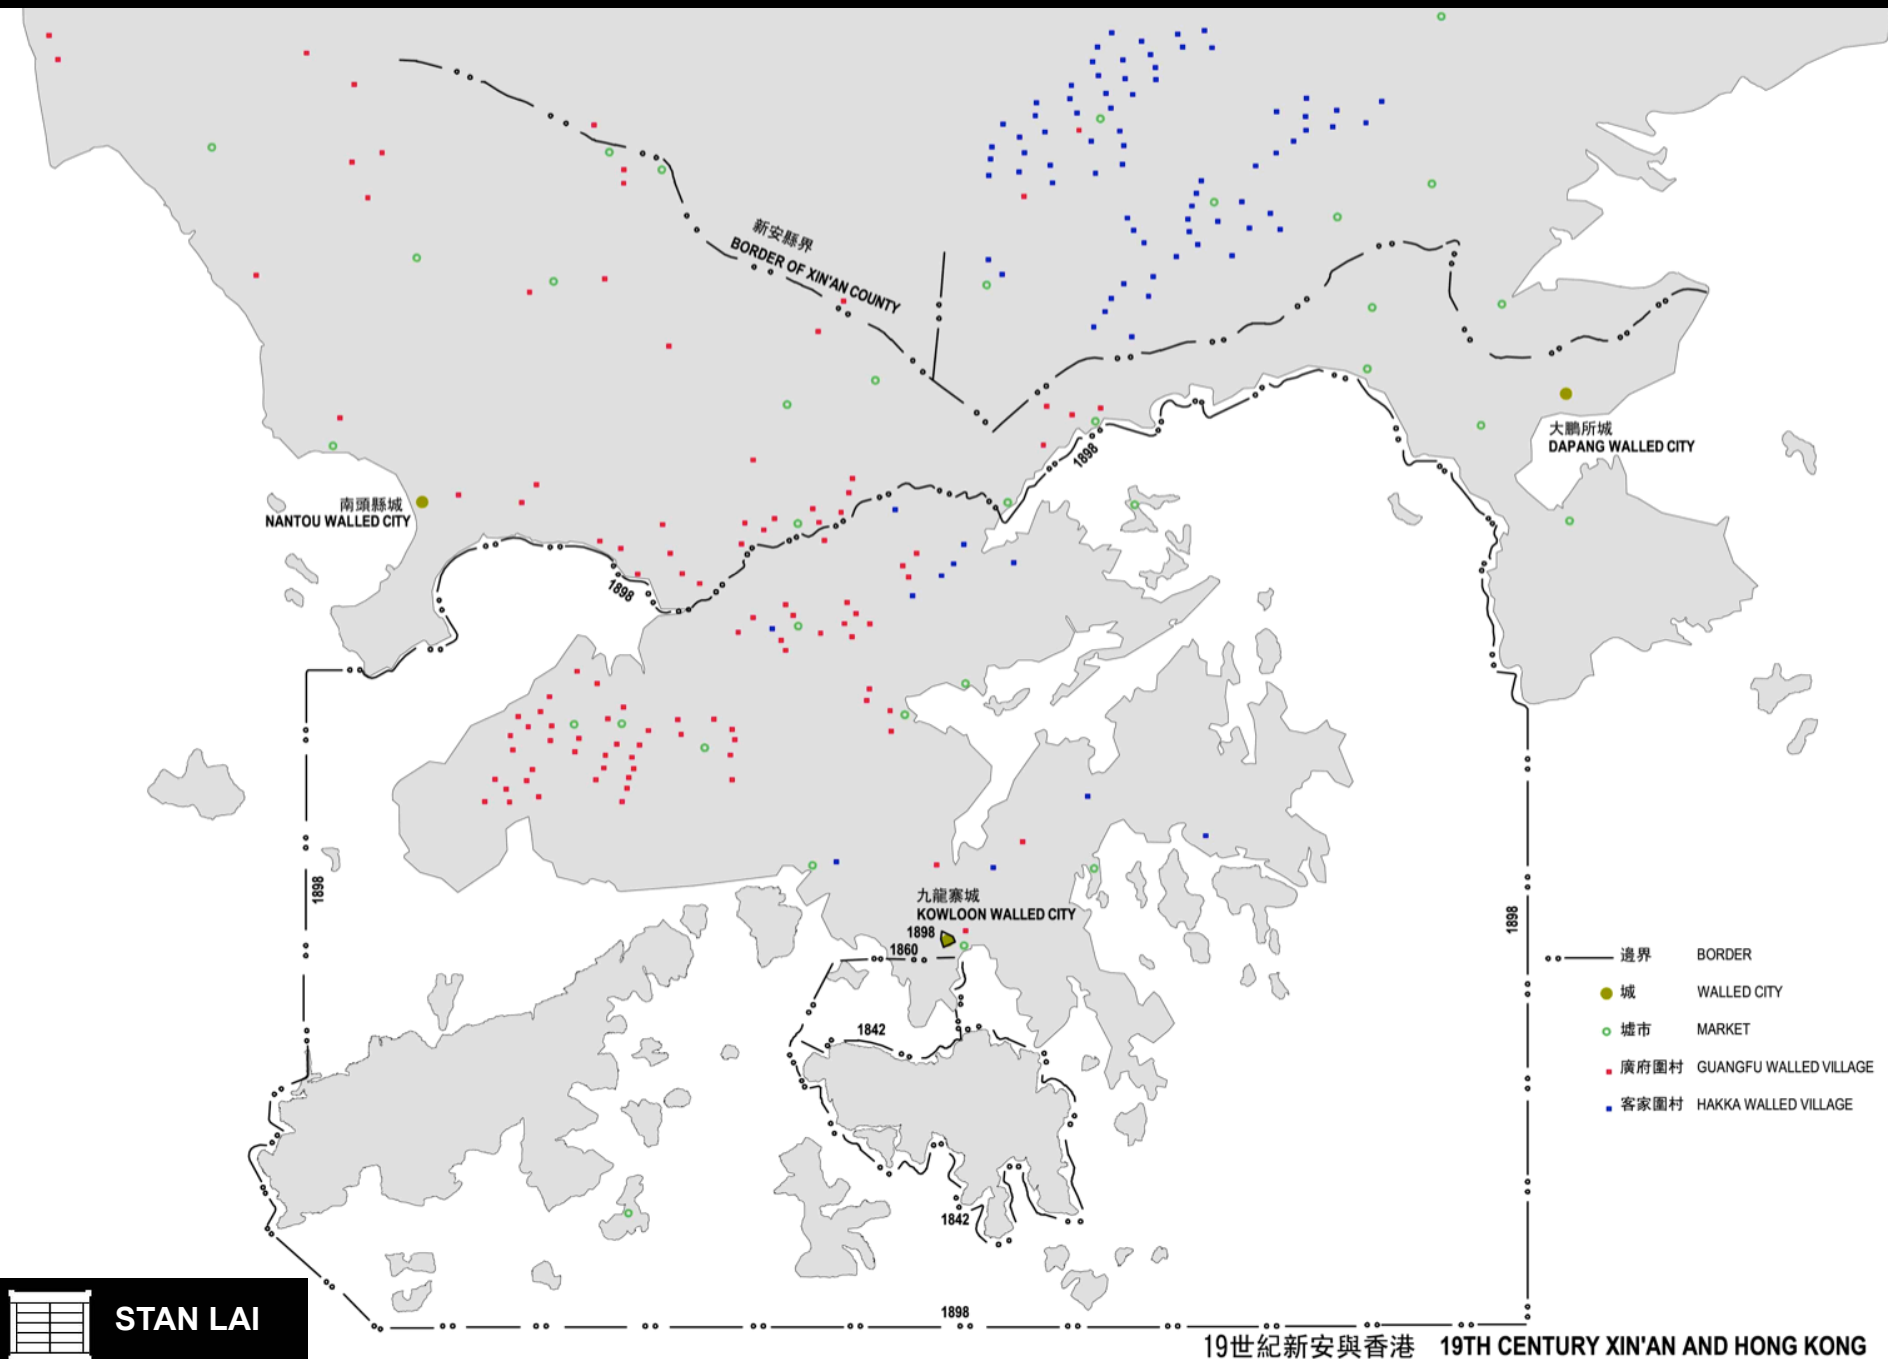 新安縣界
BORDER OF XIN'AN COUNTY
1898
大鵬所城
DAPANG WALLED CITY
南頭縣城
NANTOU WALLED CITY
1898
1898
九龍寨城
KOWLOON WALLED CITY
1898
1860
1898
1842
1842
1898
邊界 BORDER
城 WALLED CITY
墟市 MARKET
廣府圍村 GUANGFU WALLED VILLAGE
客家圍村 HAKKA WALLED VILLAGE
STAN LAI
19世紀新安與香港 19TH CENTURY XIN'AN AND HONG KONG